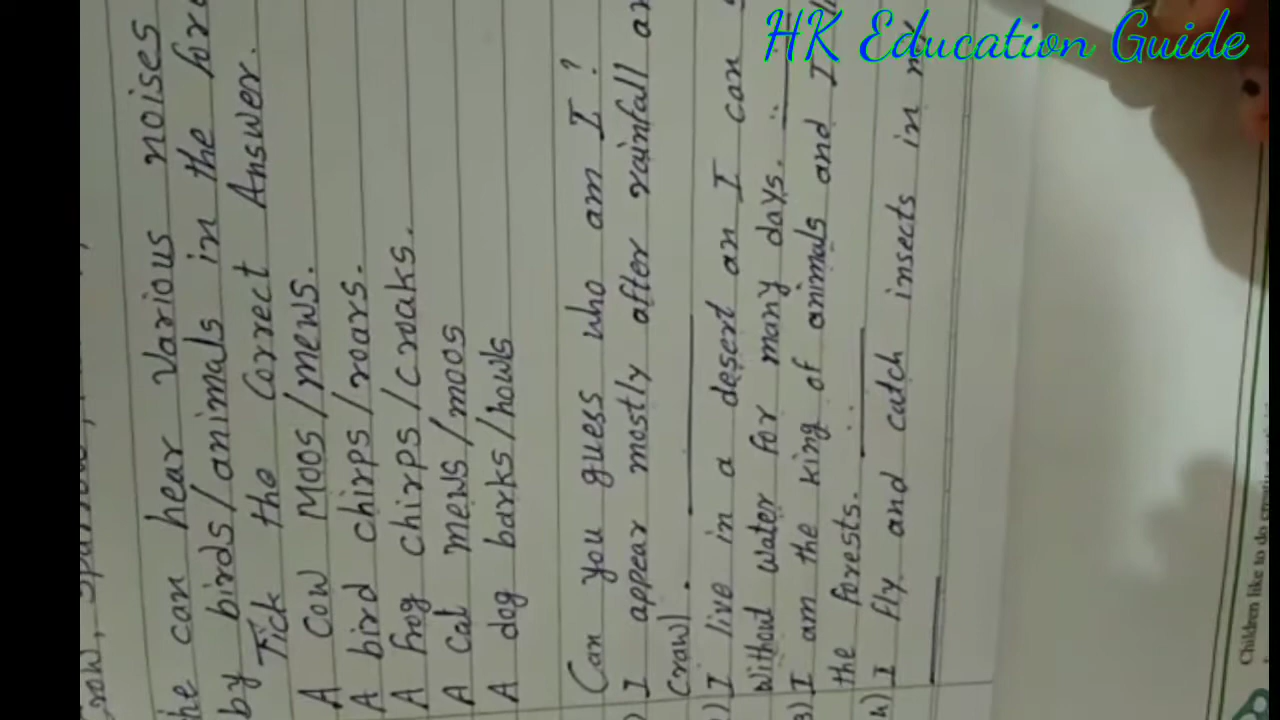 HK Education Guide
can hear various noises
by birds/animals in the
Tick the Correct Answer.
A Cow Moos/mews.
A bird chirps/roars.
A frog chirps/croaks.
A Cat mews/moos
A dog barks/howls
Can you guess who am I?
I appear mostly after rainfall
Craw).
I live in a desert an I can
without water for many days.
3) I am the king of animals and I
the forests.
4) I fly and catch insects in
Children like to do